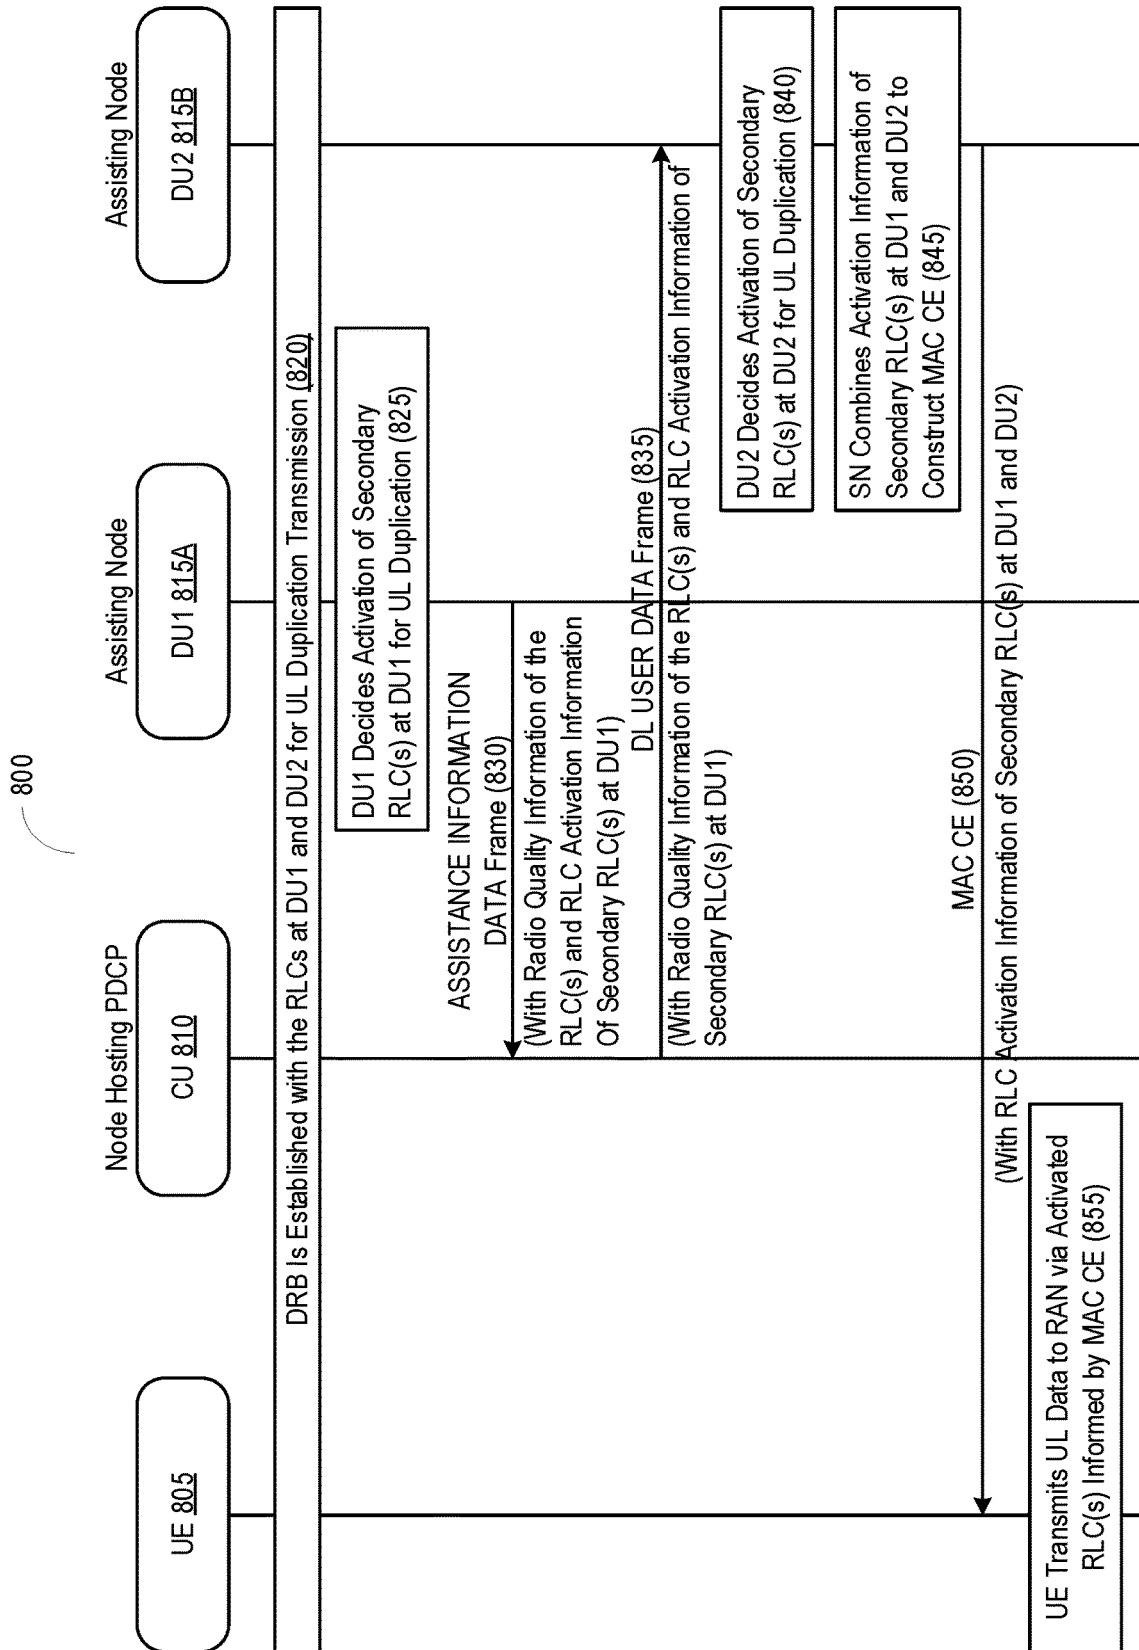 800
Node Hosting PDCP
Assisting Node
Assisting Node
UE 805
CU 810
DU1 815A
DU2 815B
DRB Is Established with the RLCs at DU1 and DU2 for UL Duplication Transmission (820)
DU1 Decides Activation of Secondary
RLC(s) at DU1 for UL Duplication (825)
ASSISTANCE INFORMATION
DATA Frame (830)
(With Radio Quality Information of the
RLC(s) and RLC Activation Information
Of Secondary RLC(s) at DU1)
DL USER DATA Frame (835)
(With Radio Quality Information of the RLC(s) and RLC Activation Information of
Secondary RLC(s) at DU1)
DU2 Decides Activation of Secondary
RLC(s) at DU2 for UL Duplication (840)
SN Combines Activation Information of
Secondary RLC(s) at DU1 and DU2 to
Construct MAC CE (845)
MAC CE (850)
(With RLC Activation Information of Secondary RLC(s) at DU1 and DU2)
UE Transmits UL Data to RAN via Activated
RLC(s) Informed by MAC CE (855)